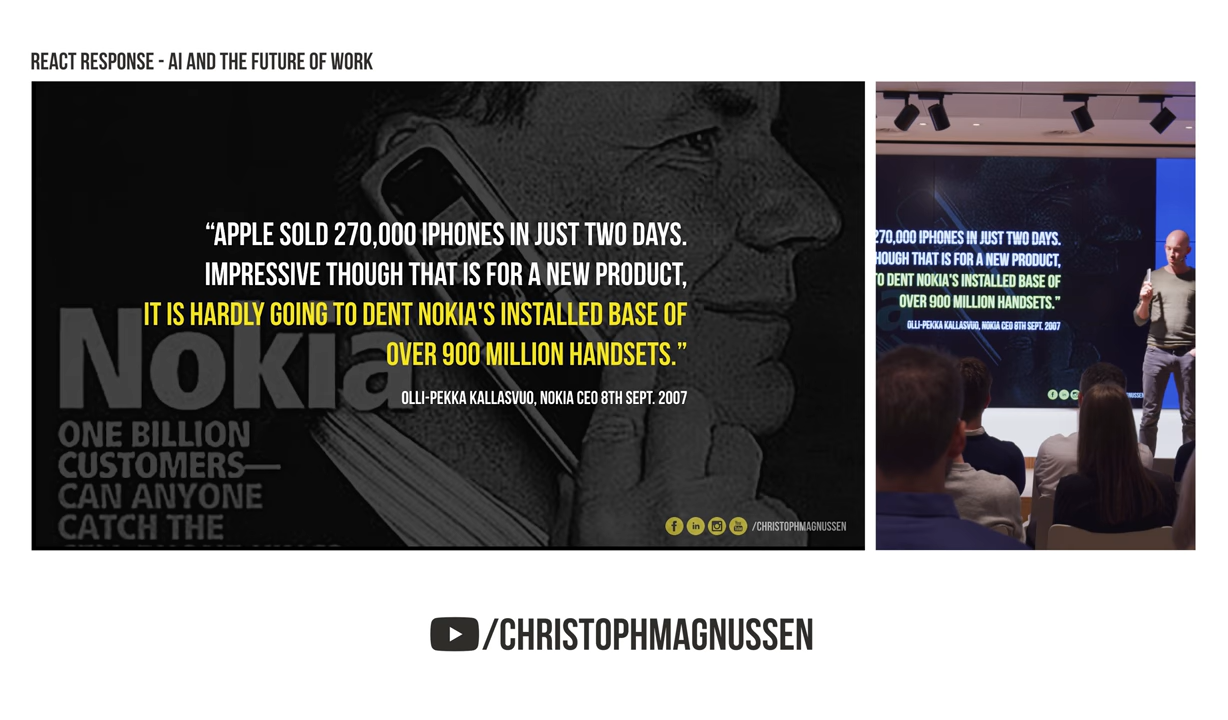 REACT RESPONSE - AI AND THE FUTURE OF WORK
“APPLE SOLD 270,000 IPHONES IN JUST TWO DAYS.
IMPRESSIVE THOUGH THAT IS FOR A NEW PRODUCT,
IT IS HARDLY GOING TO DENT NOKIA'S INSTALLED BASE OF
OVER 900 MILLION HANDSETS.”
OLLI-PEKKA KALLASVUO, NOKIA CEO 8TH SEPT. 2007
Nokia
ONE BILLION
CUSTOMERS—
CAN ANYONE
CATCH THE
/CHRISTOPHMAGNUSSEN
270,000 IPHONES IN JUST TWO DAYS.
THAT IS FOR A NEW PRODUCT,
TO DENT NOKIA'S INSTALLED BASE OF
OVER 900 MILLION HANDSETS.”
OLLI-PEKKA KALLASVUO, NOKIA CEO 8TH SEPT. 2007
/CHRISTOPHMAGNUSSEN